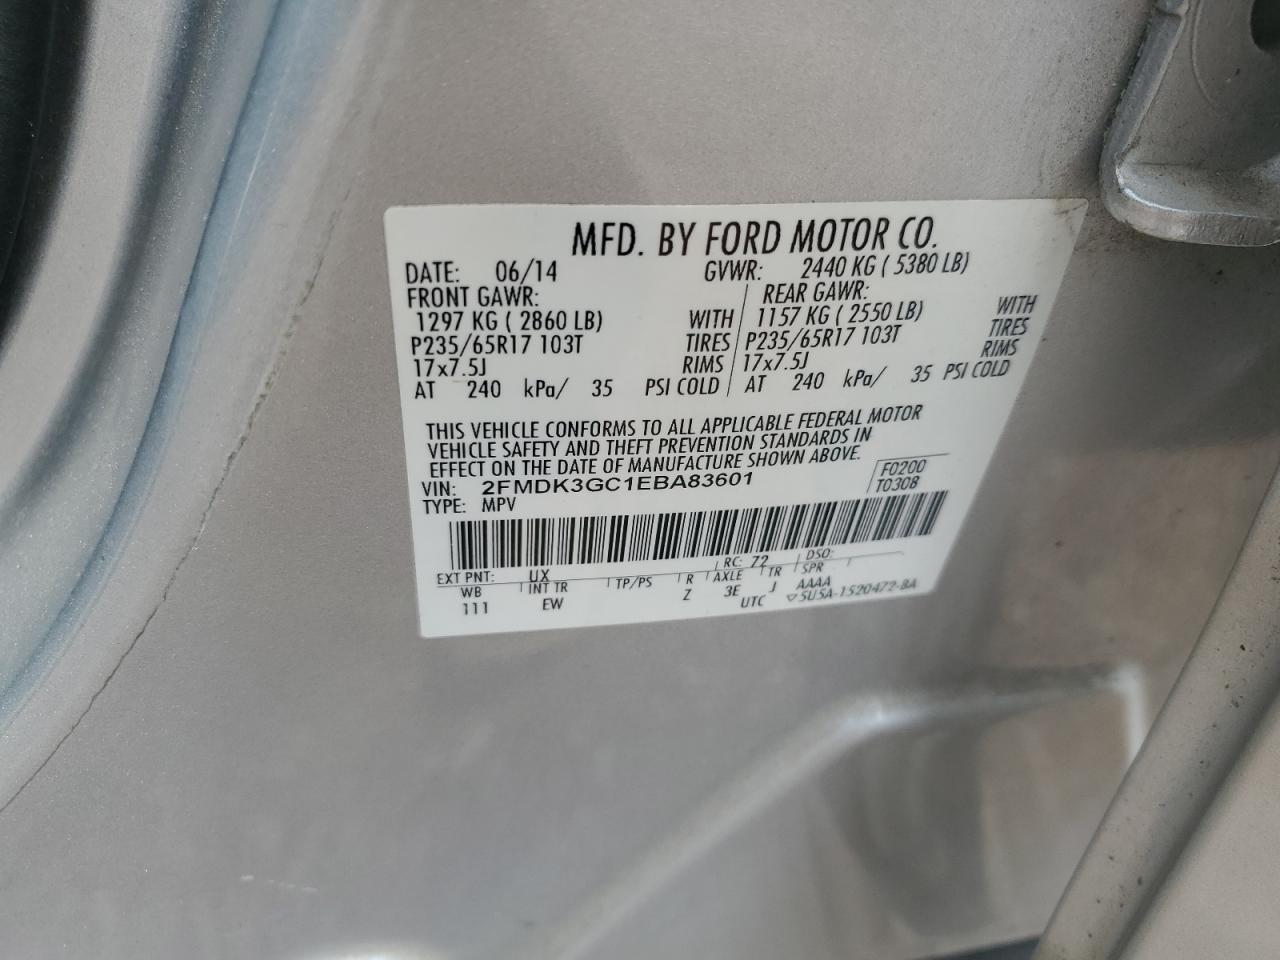 MFD. BY FORD MOTOR CO.
DATE: 06/14 GVWR: 2440 KG ( 5380 LB)
FRONT GAWR: REAR GAWR:
1297 KG ( 2860 LB) WITH 1157 KG ( 2550 LB) WITH
P235/65R17 103T TIRES P235/65R17 103T TIRES
17x7.5J RIMS 17x7.5J RIMS
AT 240 kPa/ 35 PSI COLD AT 240 kPa/ 35 PSI COLD
THIS VEHICLE CONFORMS TO ALL APPLICABLE FEDERAL MOTOR
VEHICLE SAFETY AND THEFT PREVENTION STANDARDS IN
EFFECT ON THE DATE OF MANUFACTURE SHOWN ABOVE.
VIN: 2FMDK3GC1EBA83601 F0200
TYPE: MPV T0308
EXT PNT: UX RC: 72 DSO:
WB INT TR TP/PS R AXLE TR SPR
111 EW Z 3E J AAAA
UTC ▽5U5A-1520472-BA